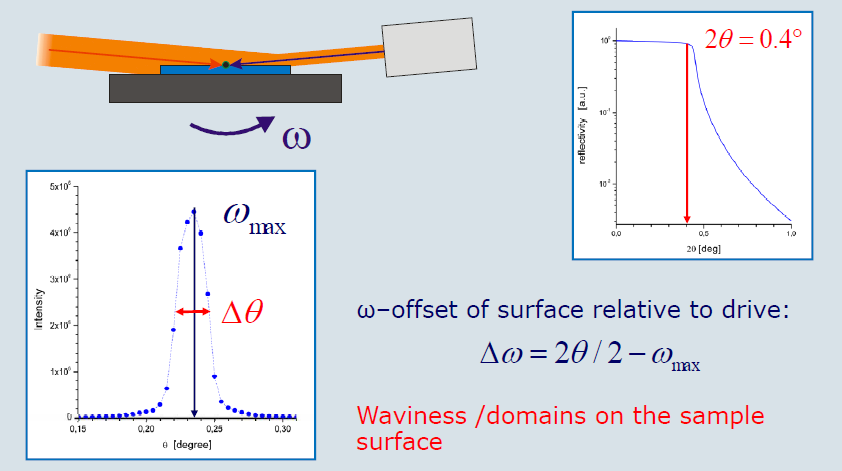 ω
2θ = 0.4°
10⁰
10⁻¹
10⁻²
reflectivity [a.u.]
0,0 0,5 1,0
2θ [deg]
5x10⁶
4x10⁶
3x10⁶
2x10⁶
1x10⁶
0
Intensity
ω max
Δθ
0,15 0,20 0,25 0,30
θ [degree]
ω–offset of surface relative to drive:
Δω = 2θ / 2 − ω max
Waviness /domains on the sample
surface